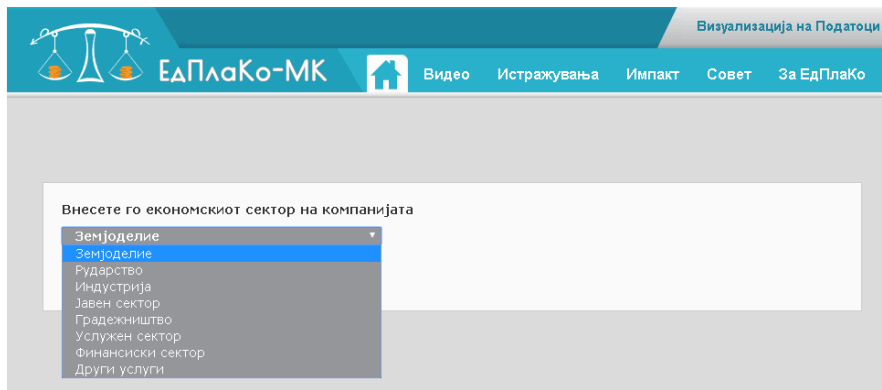 Визуализација на Податоци
ЕдПлаКо-МК
Видео Истражувања Импакт Совет За ЕдПлаКо
Внесете го економскиот сектор на компанијата
Земјоделие
Земјоделие
Рударство
Индустрија
Јавен сектор
Градежништво
Услужен сектор
Финансиски сектор
Други услуги